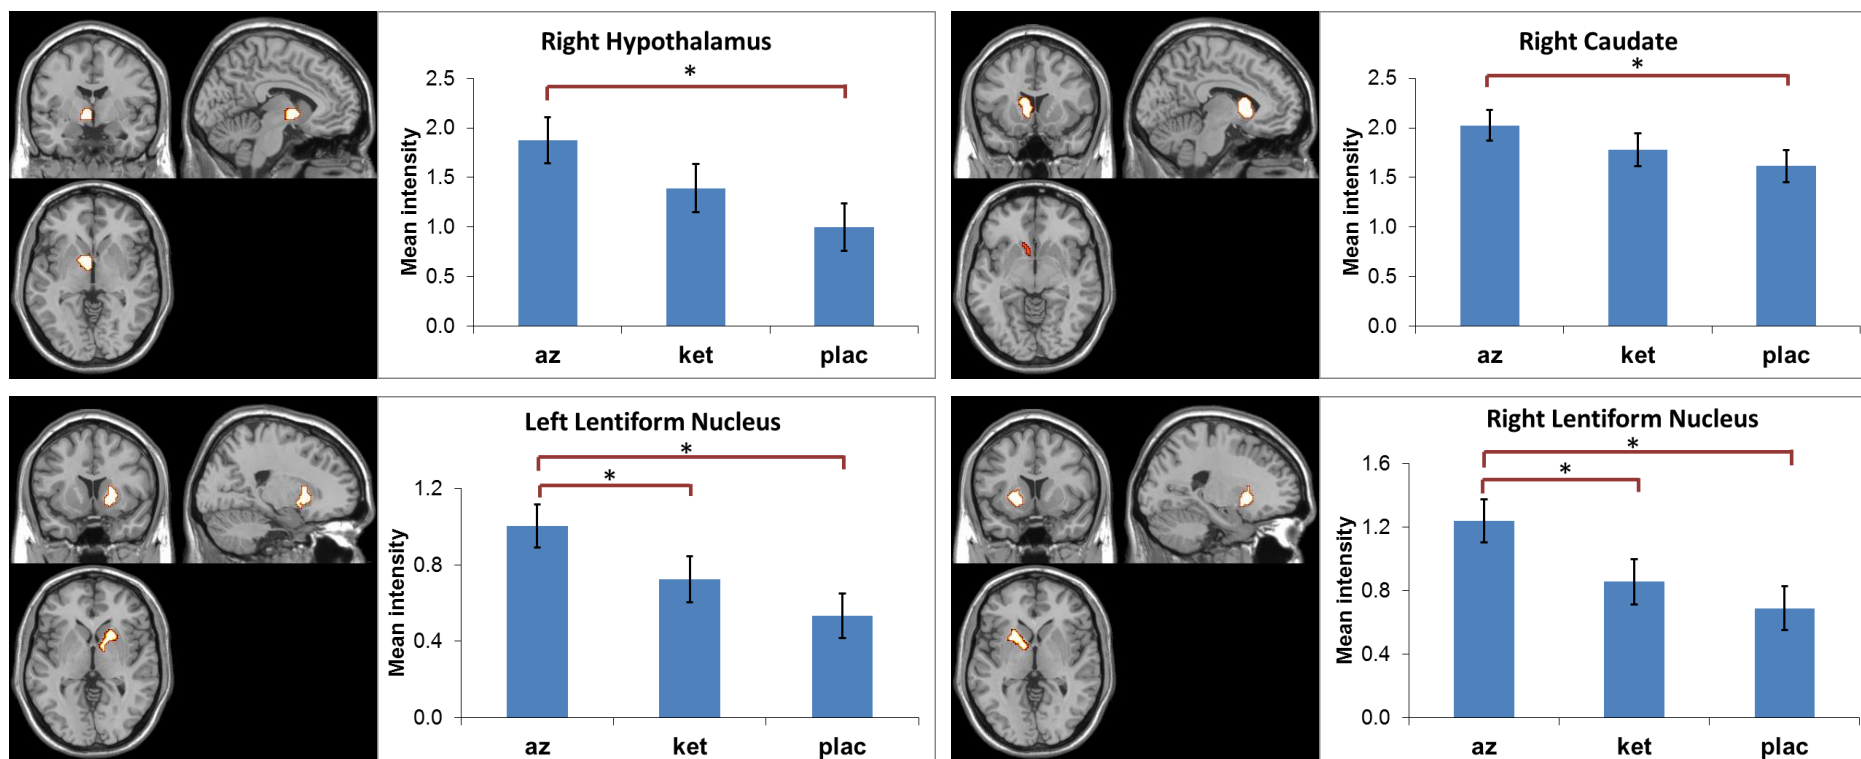 Right Hypothalamus
*
Mean intensity
2.5
2.0
1.5
1.0
0.5
0.0
az ket plac
Right Caudate
*
Mean intensity
2.5
2.0
1.5
1.0
0.5
0.0
az ket plac
Left Lentiform Nucleus
*
*
Mean intensity
1.2
0.8
0.4
0.0
az ket plac
Right Lentiform Nucleus
*
*
Mean intensity
1.6
1.2
0.8
0.4
0.0
az ket plac